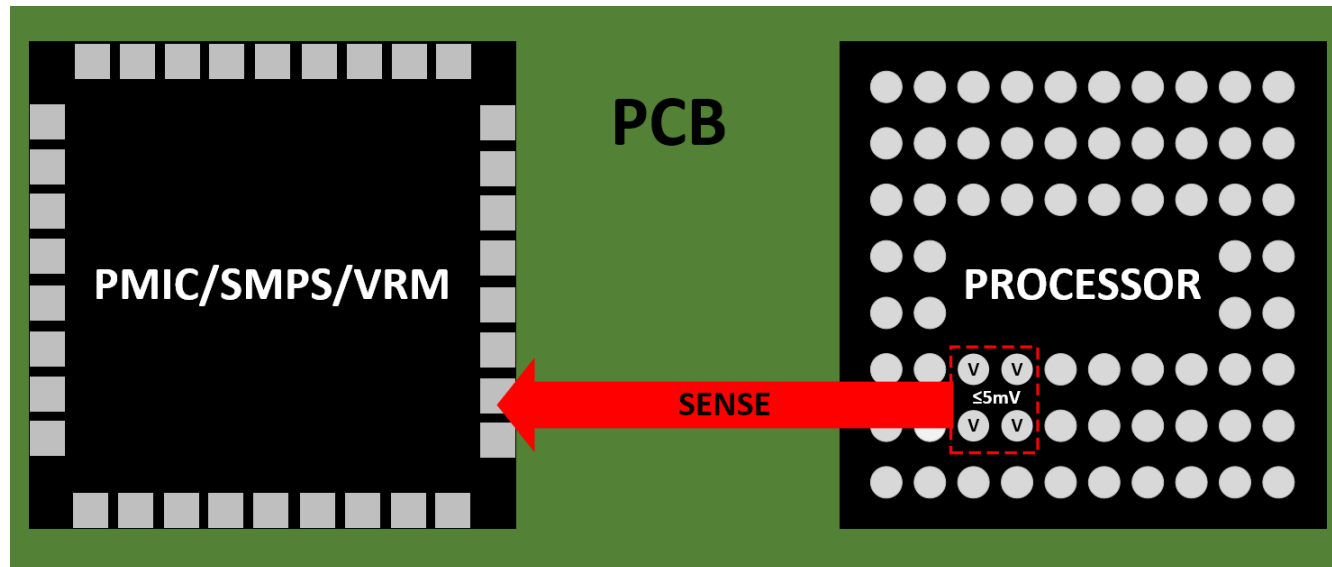 PCB
PMIC/SMPS/VRM
PROCESSOR
V V
≤5mV
SENSE
V V